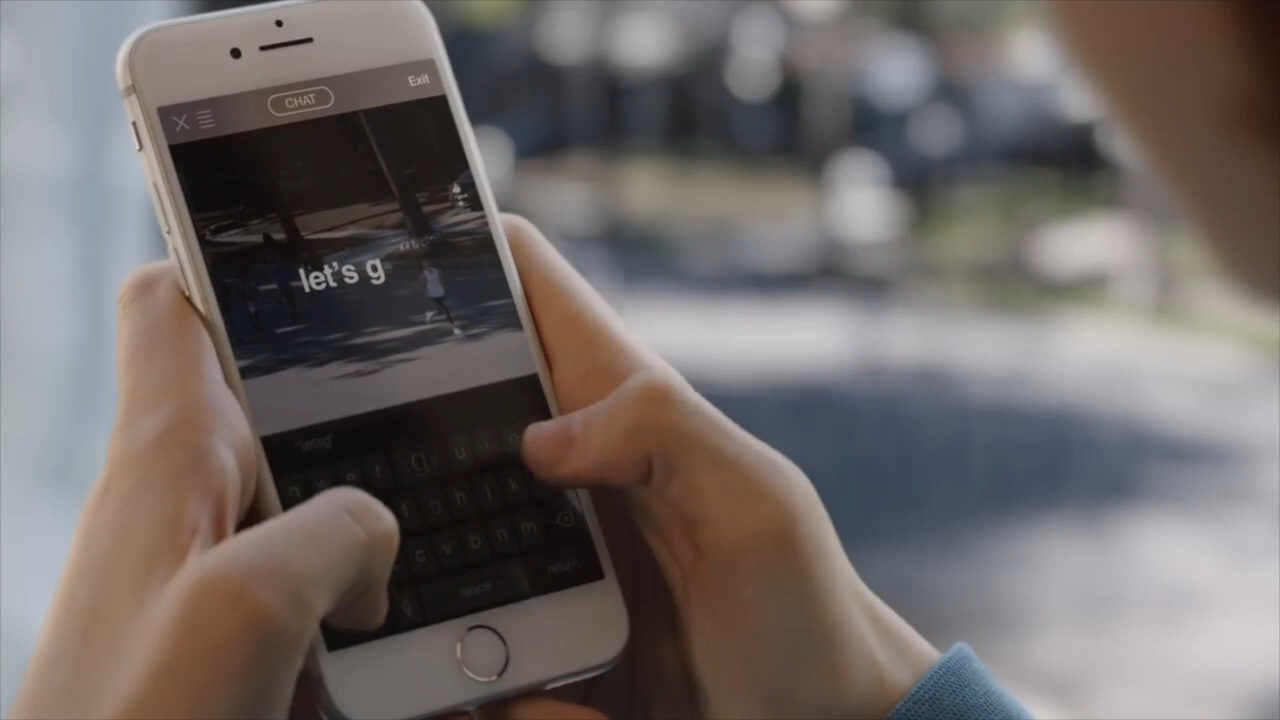 Exit
CHAT
let's g
"letsg"
q w e r u i o
f g h j k
c v b n m
space return